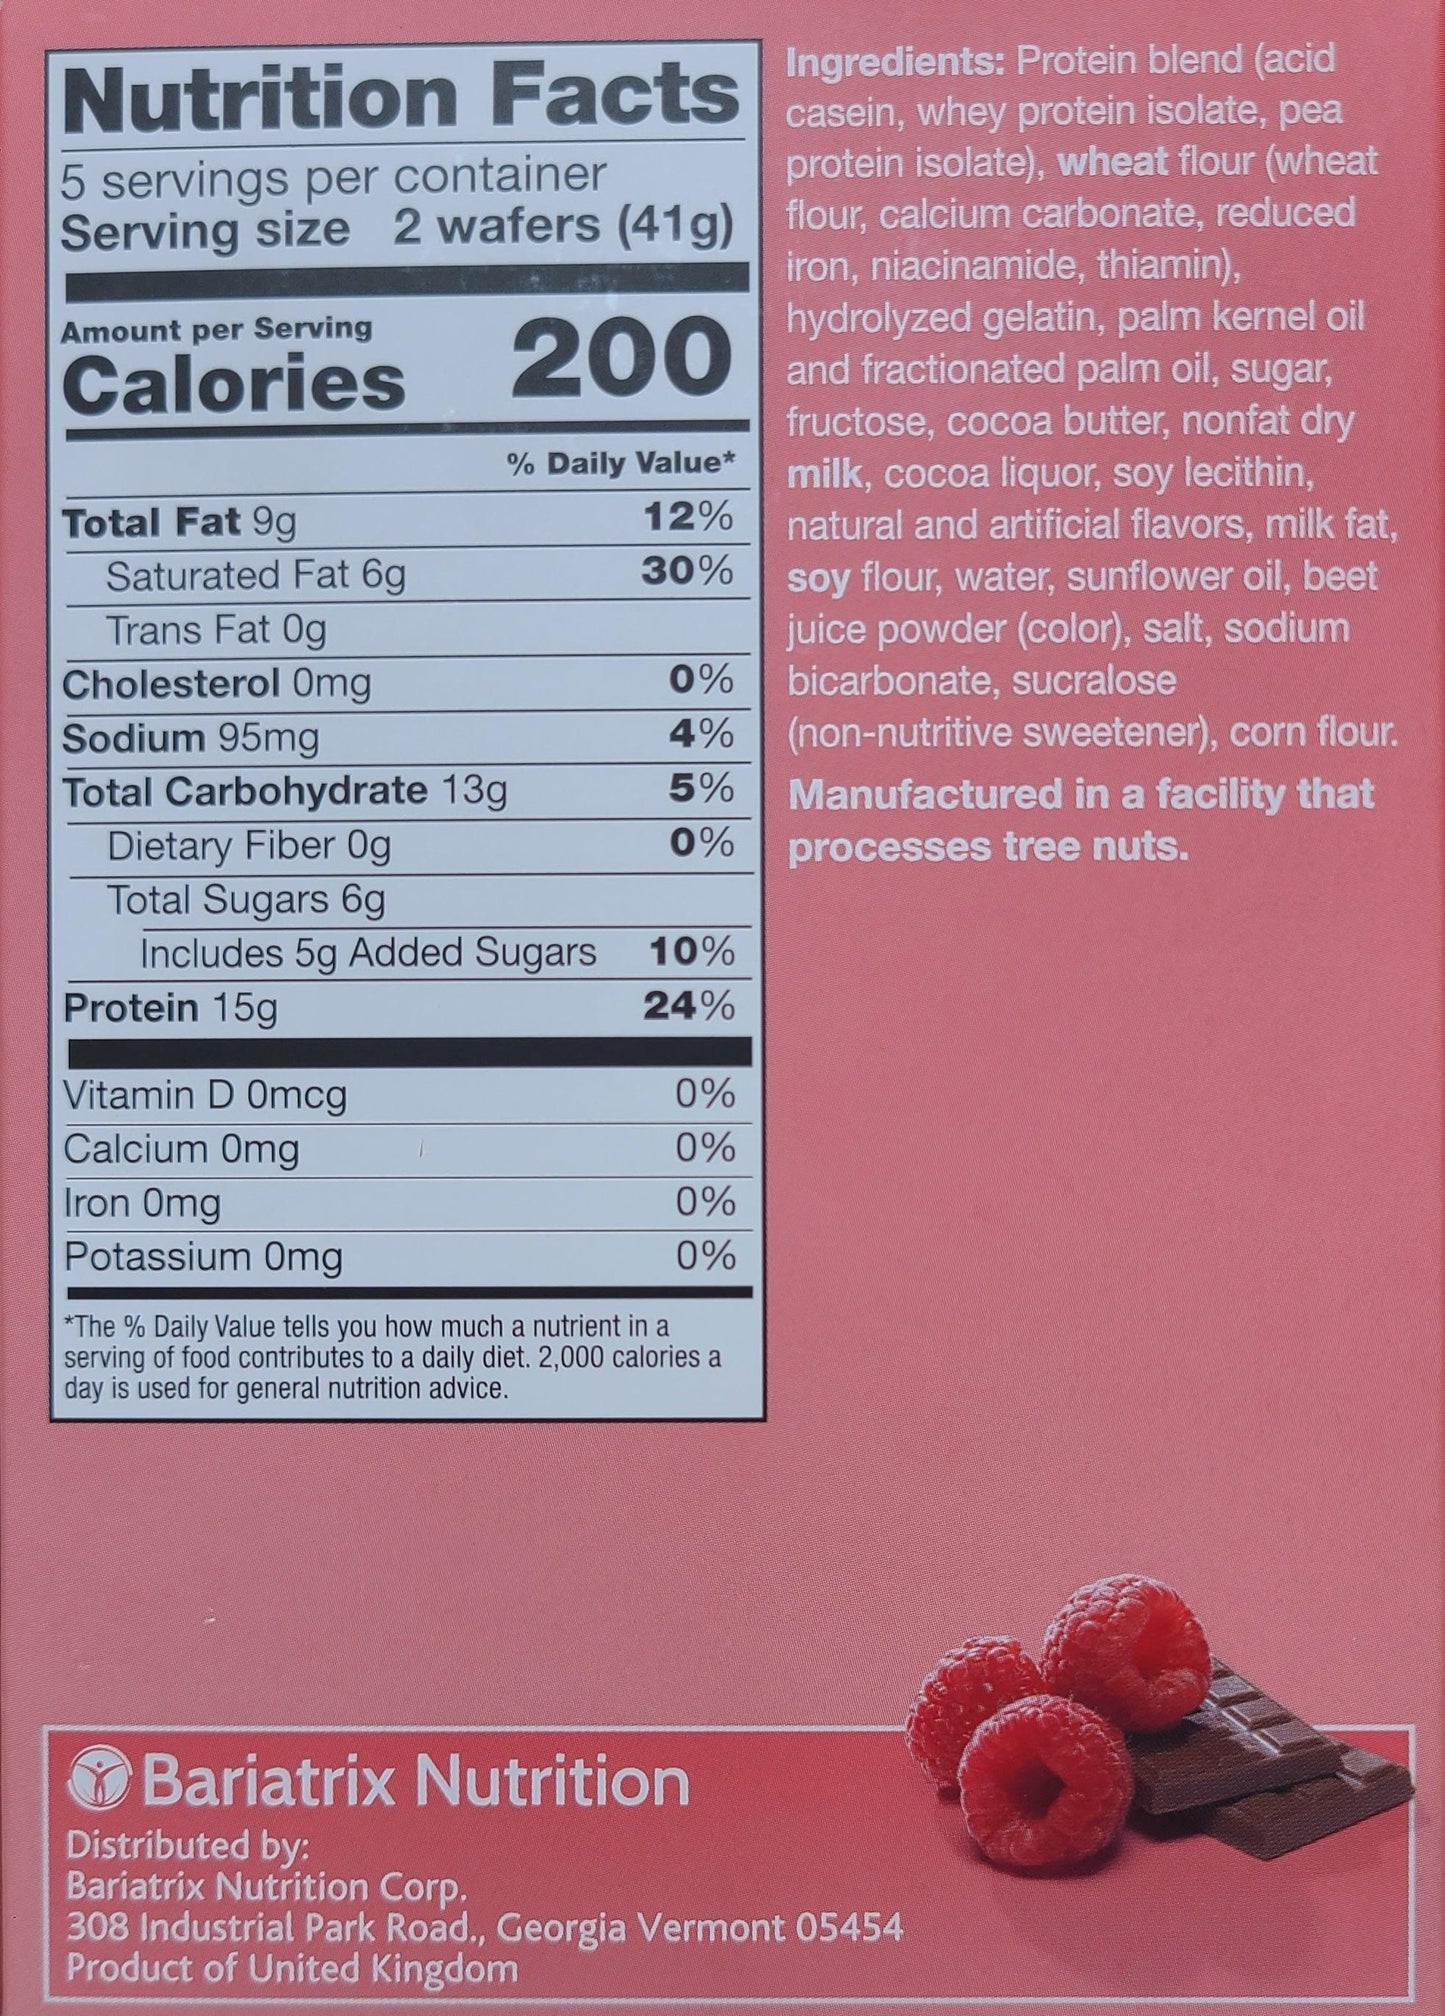 Nutrition Facts
5 servings per container
Serving size 2 wafers (41g)
Amount per Serving
Calories 200
% Daily Value*
Total Fat 9g 12%
Saturated Fat 6g 30%
Trans Fat 0g
Cholesterol 0mg 0%
Sodium 95mg 4%
Total Carbohydrate 13g 5%
Dietary Fiber 0g 0%
Total Sugars 6g
Includes 5g Added Sugars 10%
Protein 15g 24%
Vitamin D 0mcg 0%
Calcium 0mg 0%
Iron 0mg 0%
Potassium 0mg 0%
*The % Daily Value tells you how much a nutrient in a
serving of food contributes to a daily diet. 2,000 calories a
day is used for general nutrition advice.
Ingredients: Protein blend (acid
casein, whey protein isolate, pea
protein isolate), wheat flour (wheat
flour, calcium carbonate, reduced
iron, niacinamide, thiamin),
hydrolyzed gelatin, palm kernel oil
and fractionated palm oil, sugar,
fructose, cocoa butter, nonfat dry
milk, cocoa liquor, soy lecithin,
natural and artificial flavors, milk fat,
soy flour, water, sunflower oil, beet
juice powder (color), salt, sodium
bicarbonate, sucralose
(non-nutritive sweetener), corn flour.
Manufactured in a facility that
processes tree nuts.
Bariatrix Nutrition
Distributed by:
Bariatrix Nutrition Corp.
308 Industrial Park Road., Georgia Vermont 05454
Product of United Kingdom